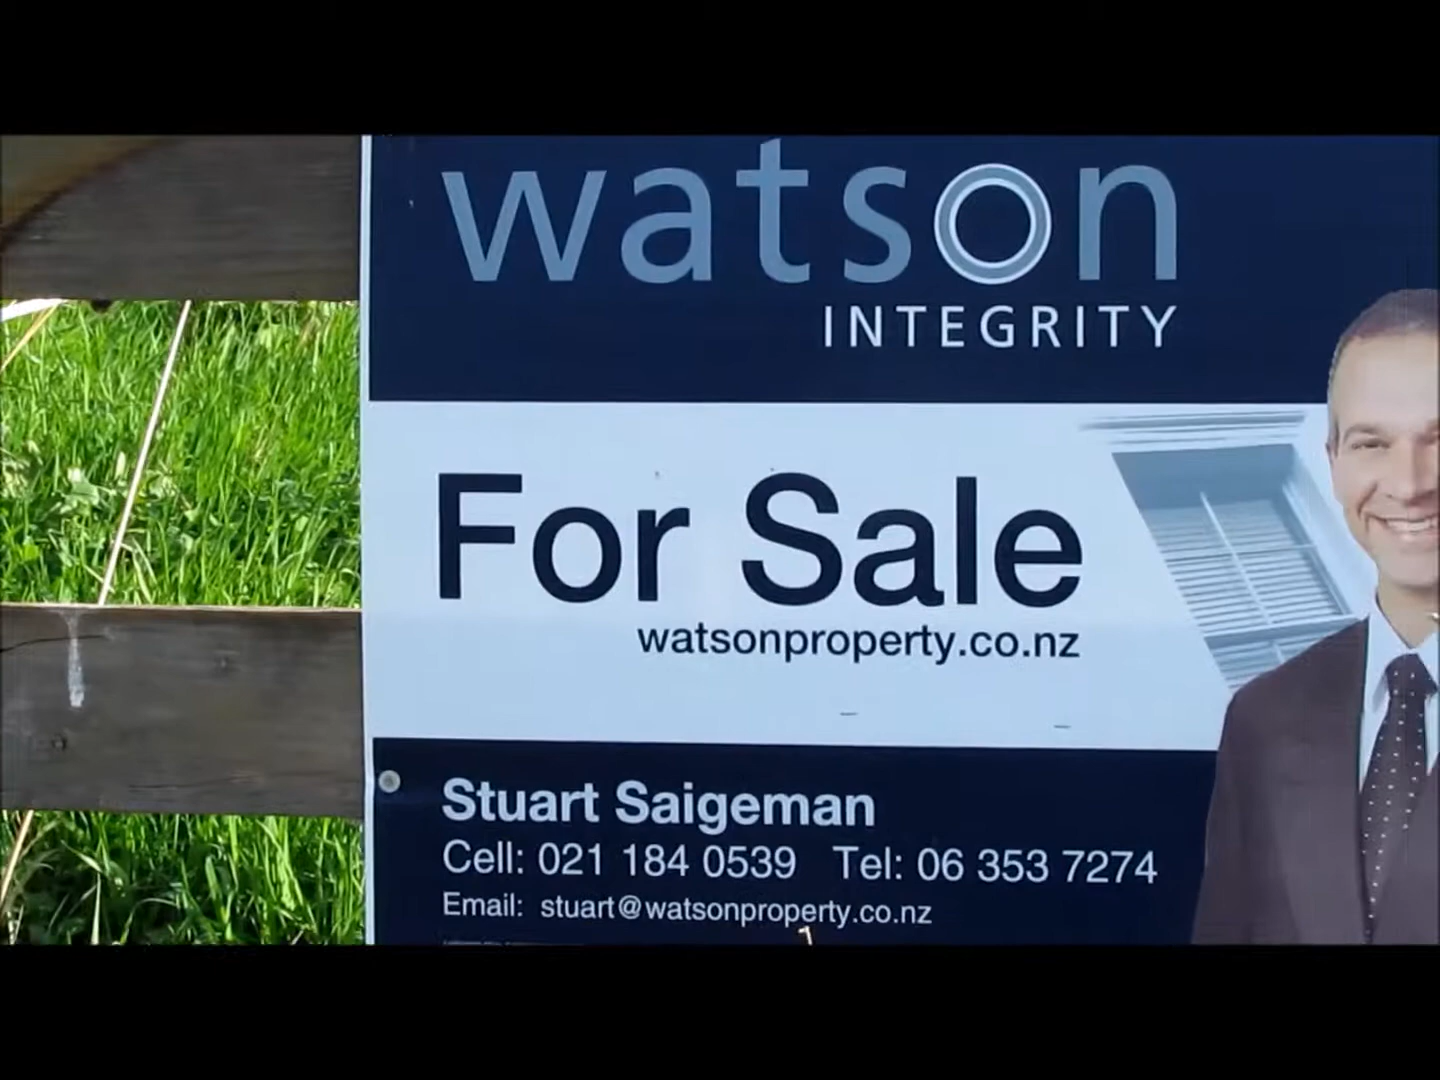 watson
INTEGRITY
For Sale
watsonproperty.co.nz
Stuart Saigeman
Cell: 021 184 0539 Tel: 06 353 7274
Email: stuart@watsonproperty.co.nz